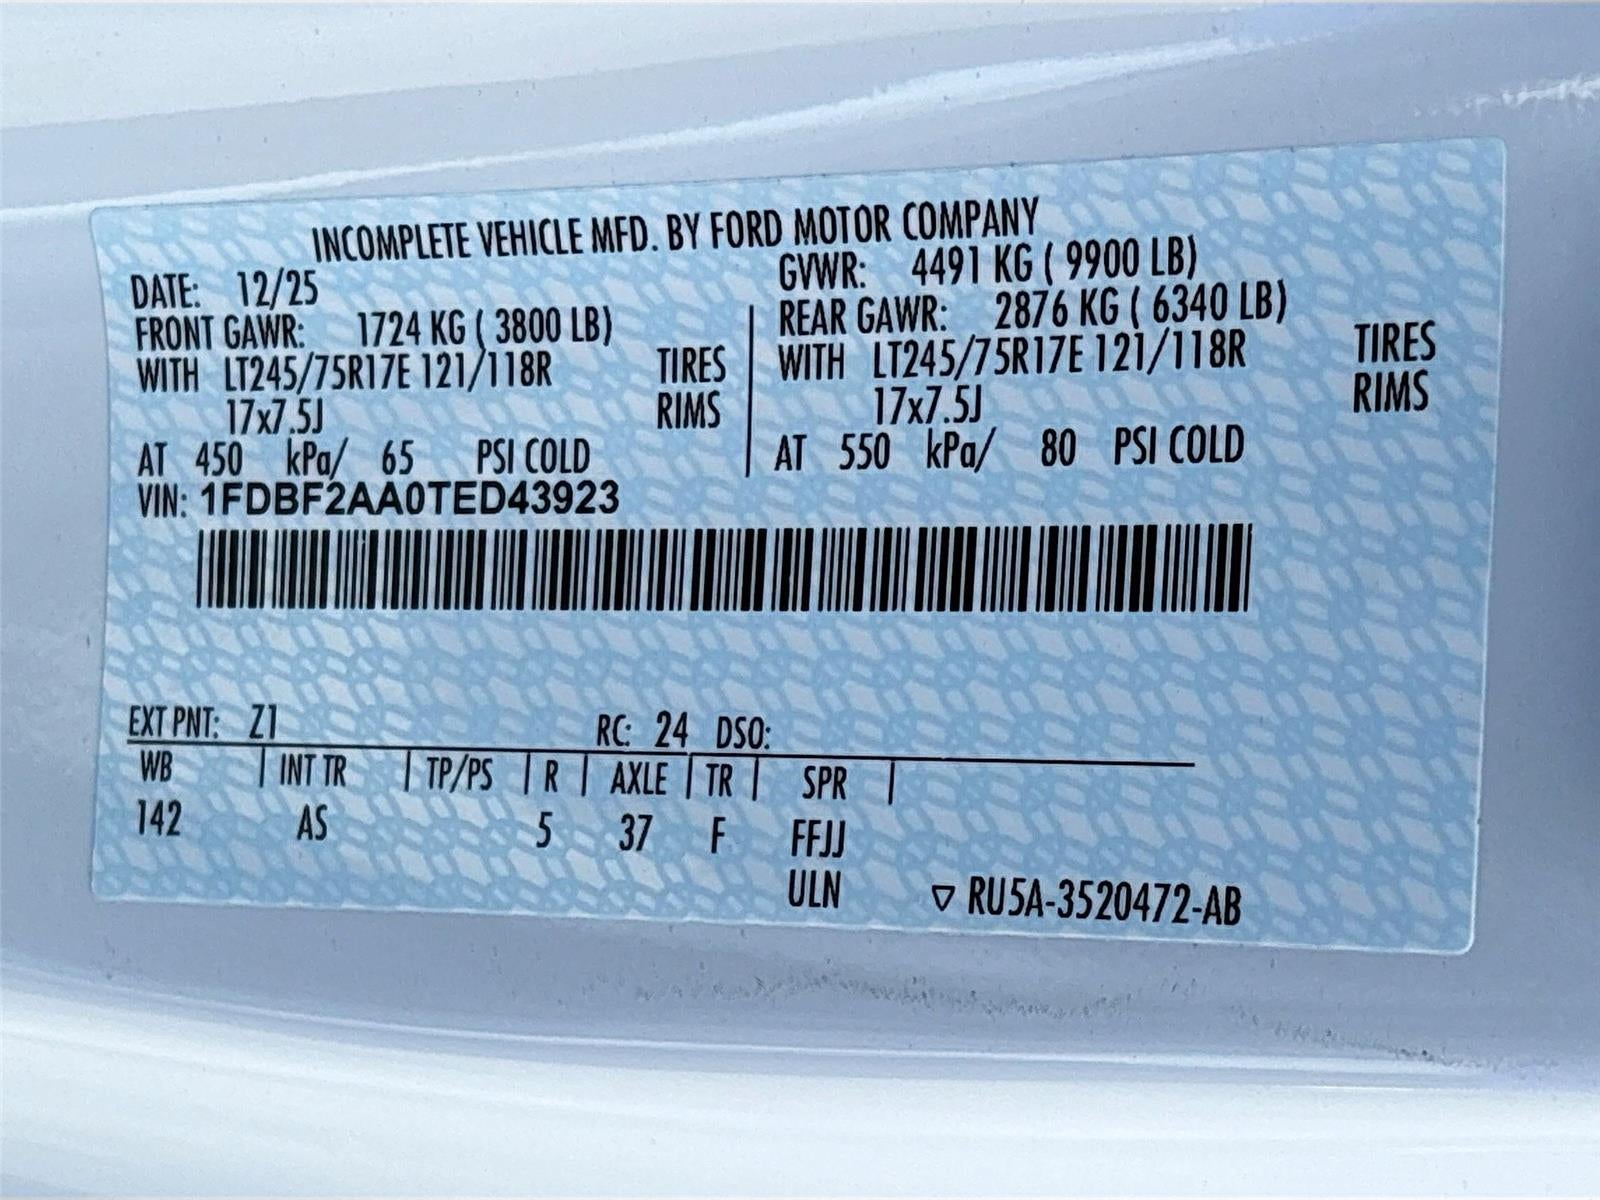 INCOMPLETE VEHICLE MFD. BY FORD MOTOR COMPANY
DATE: 12/25 GVWR: 4491 KG ( 9900 LB)
FRONT GAWR: 1724 KG ( 3800 LB) REAR GAWR: 2876 KG ( 6340 LB)
WITH LT245/75R17E 121/118R TIRES WITH LT245/75R17E 121/118R TIRES
17x7.5J RIMS 17x7.5J RIMS
AT 450 kPa/ 65 PSI COLD AT 550 kPa/ 80 PSI COLD
VIN: 1FDBF2AA0TED43923
EXT PNT: Z1 RC: 24 DSO:
WB | INT TR | TP/PS | R | AXLE | TR | SPR |
142 AS 5 37 F FFJJ
ULN ▽ RU5A-3520472-AB